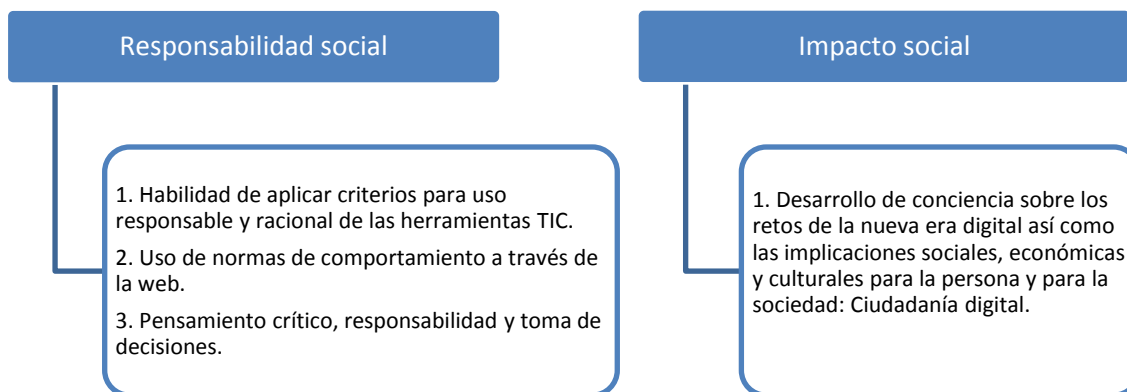 Responsabilidad social
1. Habilidad de aplicar criterios para uso
responsable y racional de las herramientas TIC.
2. Uso de normas de comportamiento a través de
la web.
3. Pensamiento crítico, responsabilidad y toma de
decisiones.
Impacto social
1. Desarrollo de conciencia sobre los
retos de la nueva era digital así como
las implicaciones sociales, económicas
y culturales para la persona y para la
sociedad: Ciudadanía digital.